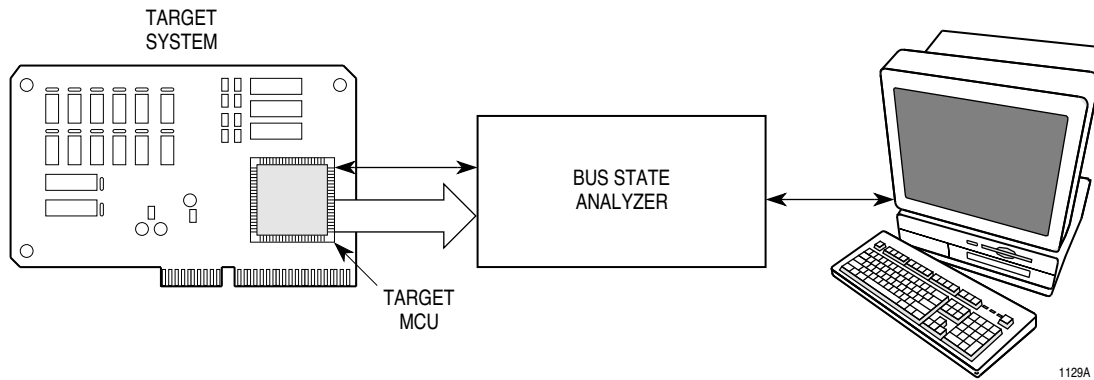 TARGET
SYSTEM
BUS STATE
ANALYZER
TARGET
MCU
1129A